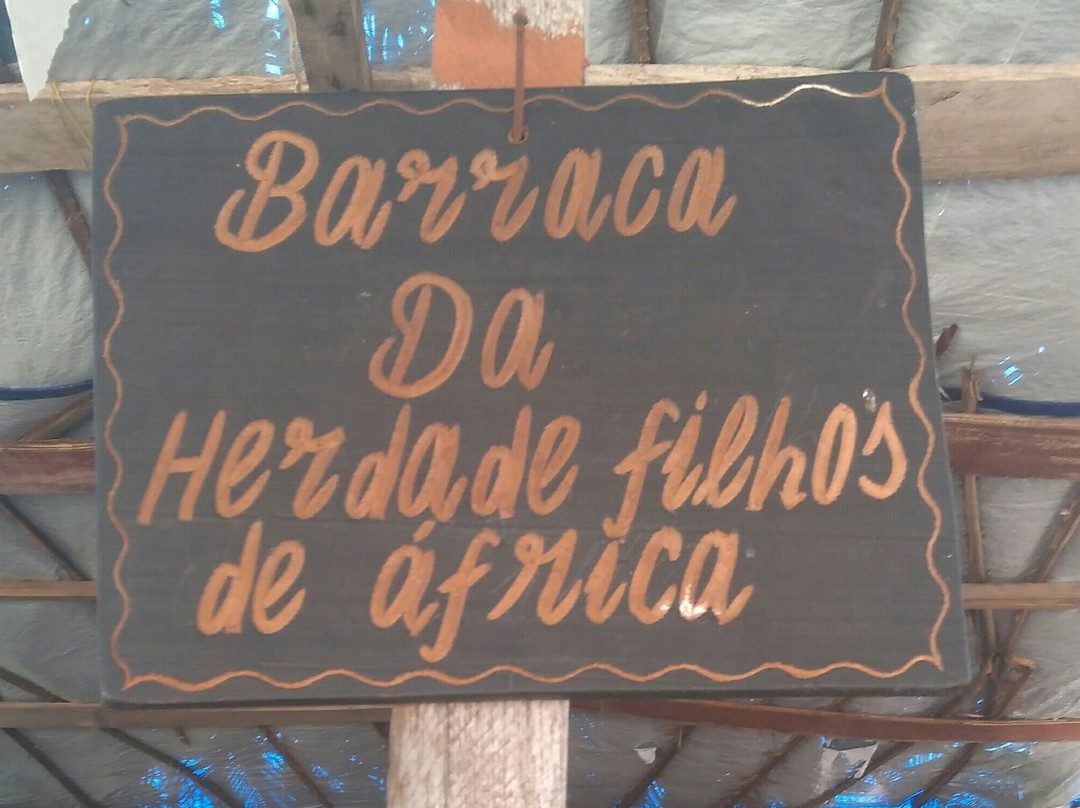 Barraca
Da
Herdade filhos
de áfrica